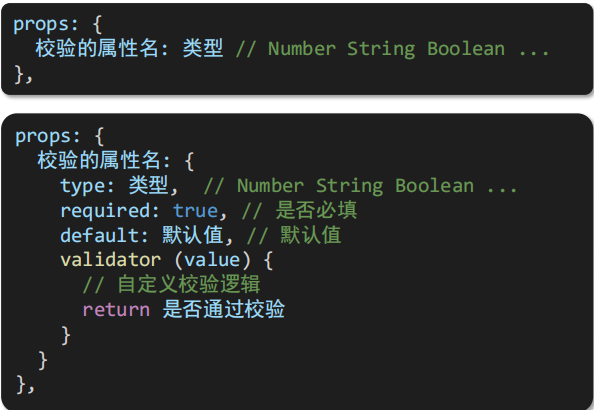 props: {
  校验的属性名: 类型 // Number String Boolean ...
},
props: {
  校验的属性名: {
    type: 类型,  // Number String Boolean ...
    required: true, // 是否必填
    default: 默认值, // 默认值
    validator (value) {
      // 自定义校验逻辑
      return 是否通过校验
    }
  }
},